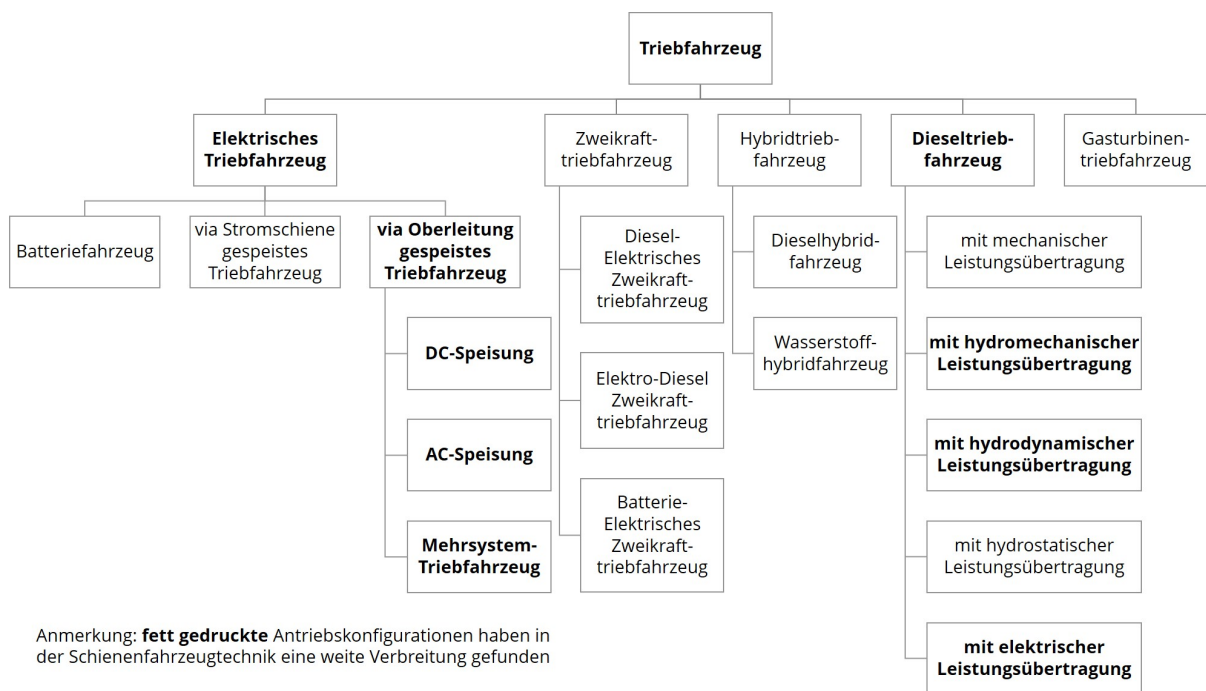 Triebfahrzeug
Elektrisches
Triebfahrzeug
Zweikraft-
triebfahrzeug
Hybridtrieb-
fahrzeug
Dieseltrieb-
fahrzeug
Gasturbinen-
triebfahrzeug
Batteriefahrzeug
via Stromschiene
gespeistes
Triebfahrzeug
via Oberleitung
gespeistes
Triebfahrzeug
DC-Speisung
AC-Speisung
Mehrsystem-
Triebfahrzeug
Diesel-
Elektrisches
Zweikraft-
triebfahrzeug
Elektro-Diesel
Zweikraft-
triebfahrzeug
Batterie-
Elektrisches
Zweikraft-
triebfahrzeug
Dieselhybrid-
fahrzeug
Wasserstoff-
hybridfahrzeug
mit mechanischer
Leistungsübertragung
mit hydromechanischer
Leistungsübertragung
mit hydrodynamischer
Leistungsübertragung
mit hydrostatischer
Leistungsübertragung
mit elektrischer
Leistungsübertragung
Anmerkung: fett gedruckte Antriebskonfigurationen haben in
der Schienenfahrzeugtechnik eine weite Verbreitung gefunden